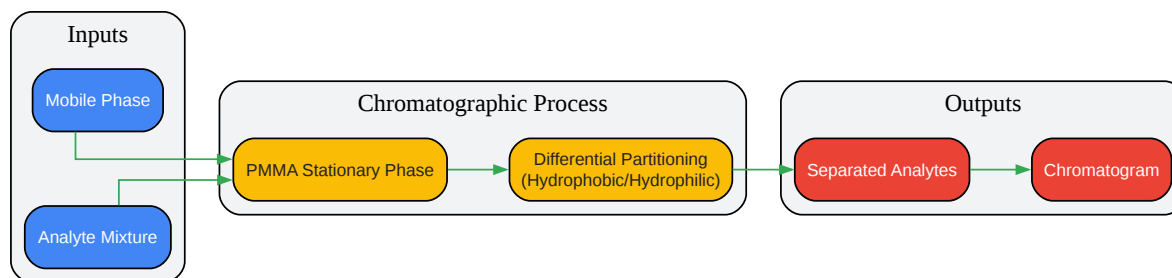 Inputs
Mobile Phase
Analyte Mixture
Chromatographic Process
PMMA Stationary Phase
Differential Partitioning
(Hydrophobic/Hydrophilic)
Outputs
Separated Analytes
Chromatogram